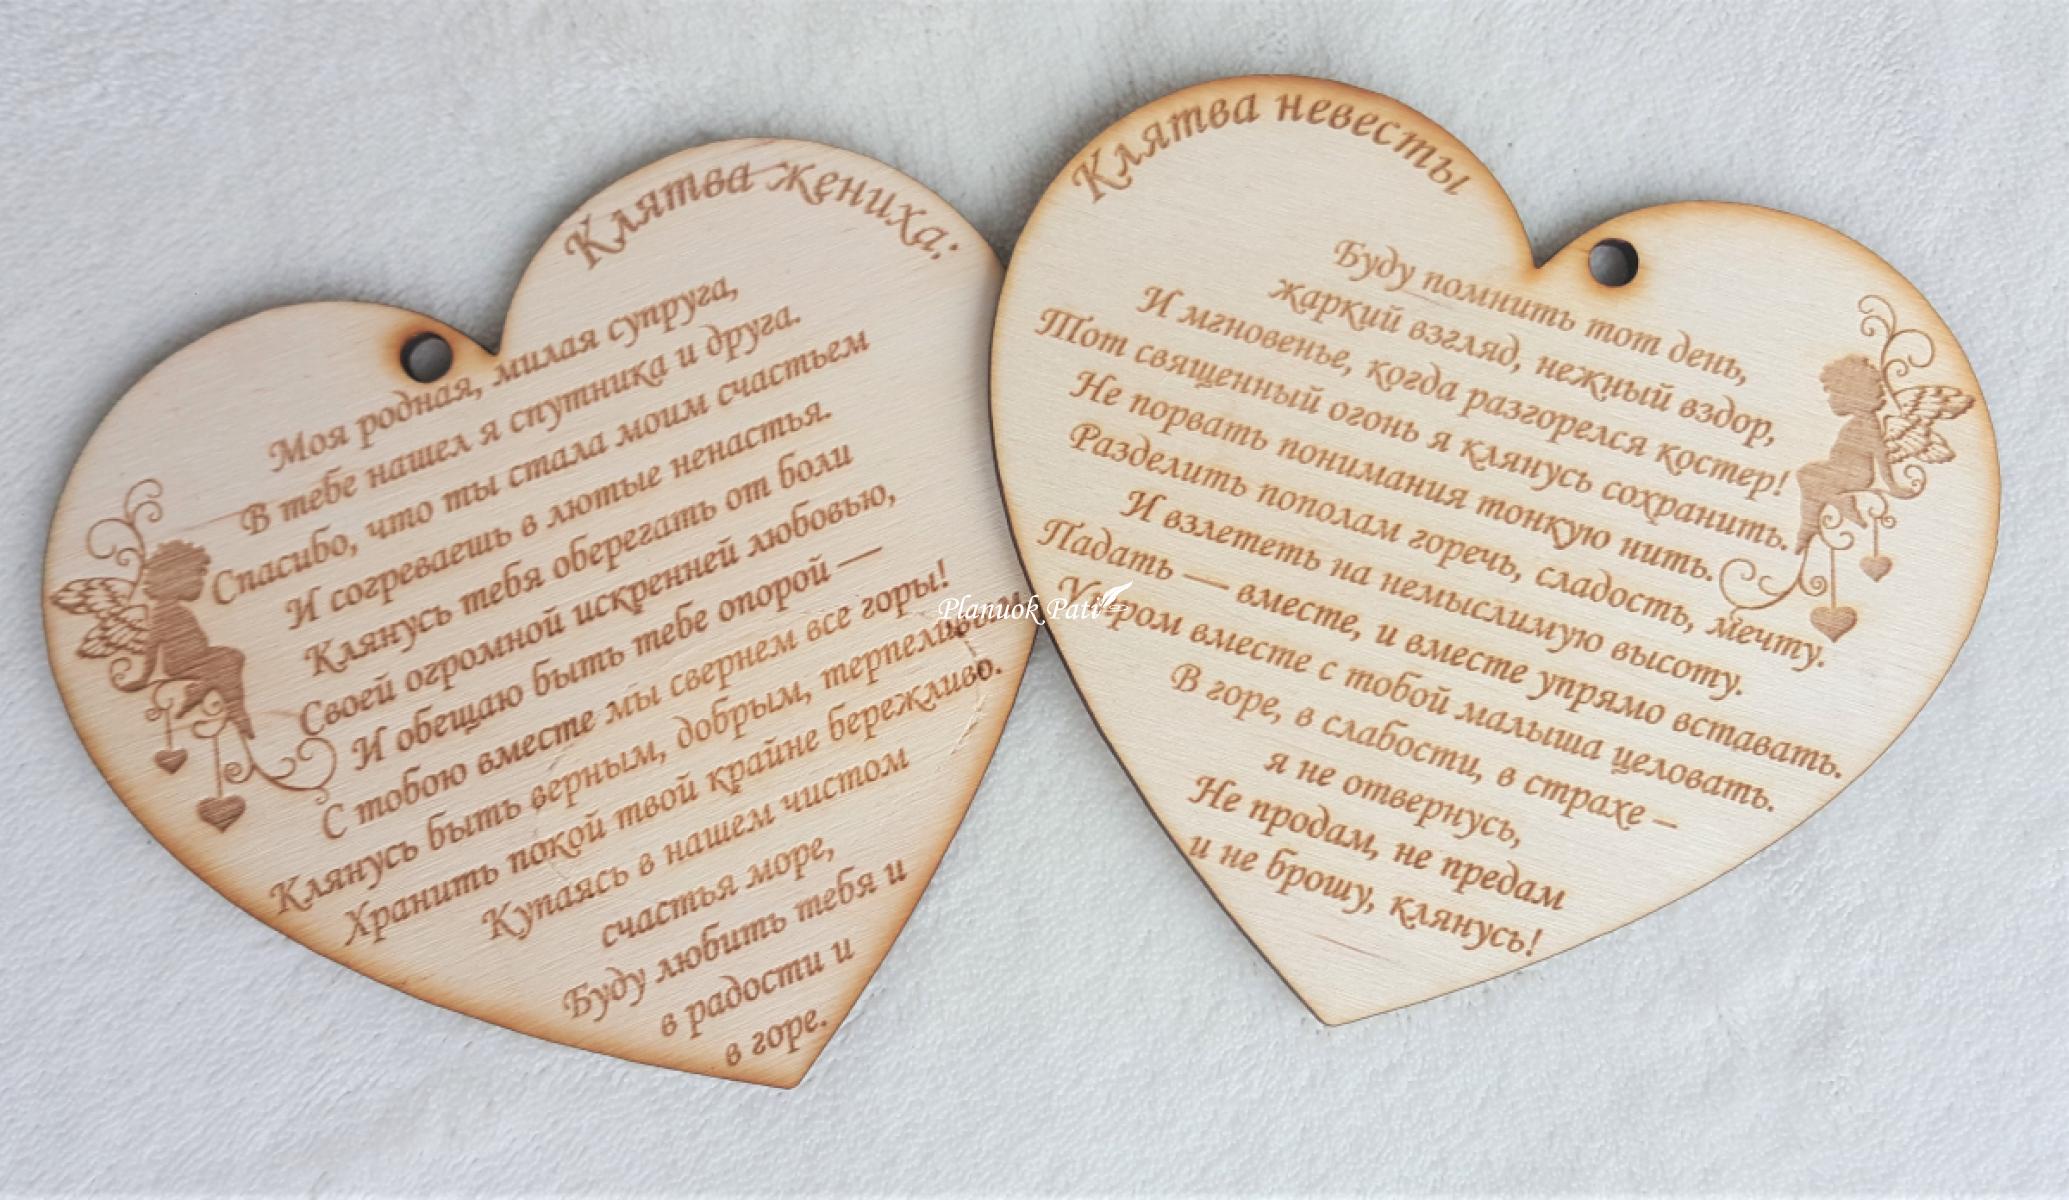 Клятва жениха:
Моя родная, милая супруга,
В тебе нашел я спутника и друга.
Спасибо, что ты стала моим счастьем
И согреваешь в лютые ненастья.
Клянусь тебя оберегать от боли
Своей огромной искренней любовью,
И обещаю быть тебе опорой —
С тобою вместе мы свернем все горы!
Клянусь быть верным, добрым, терпеливым
Хранить покой твой крайне бережливо.
Купаясь в нашем чистом
счастья море,
Буду любить тебя и
в радости и
в горе.
Клятва невесты
Буду помнить тот день,
жаркий взгляд, нежный вздор,
И мгновенье, когда разгорелся костер!
Тот священный огонь я клянусь сохранить.
Не порвать понимания тонкую нить.
Разделить пополам горечь, сладость, мечту.
И взлететь на немыслимую высоту.
Падать — вместе, и вместе упрямо вставать.
Утром вместе с тобой малыша целовать.
В горе, в слабости, в страхе –
я не отвернусь,
Не продам, не предам
и не брошу, клянусь!
Planuok Pati